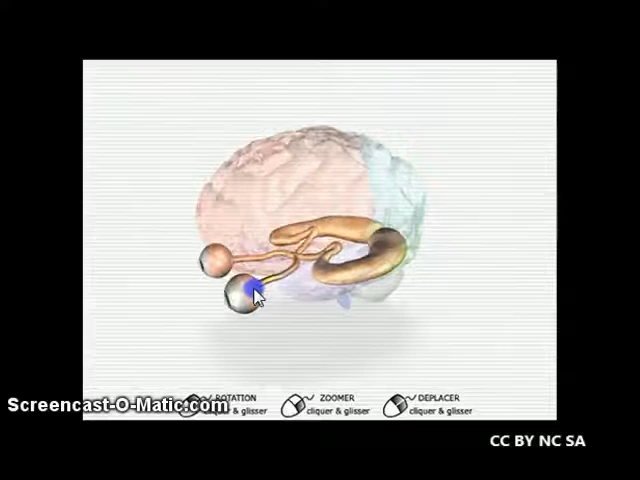 ROTATION ZOOMER DEPLACER
cliquer & glisser cliquer & glisser
Screencast-O-Matic.com & glisser
CC BY NC SA